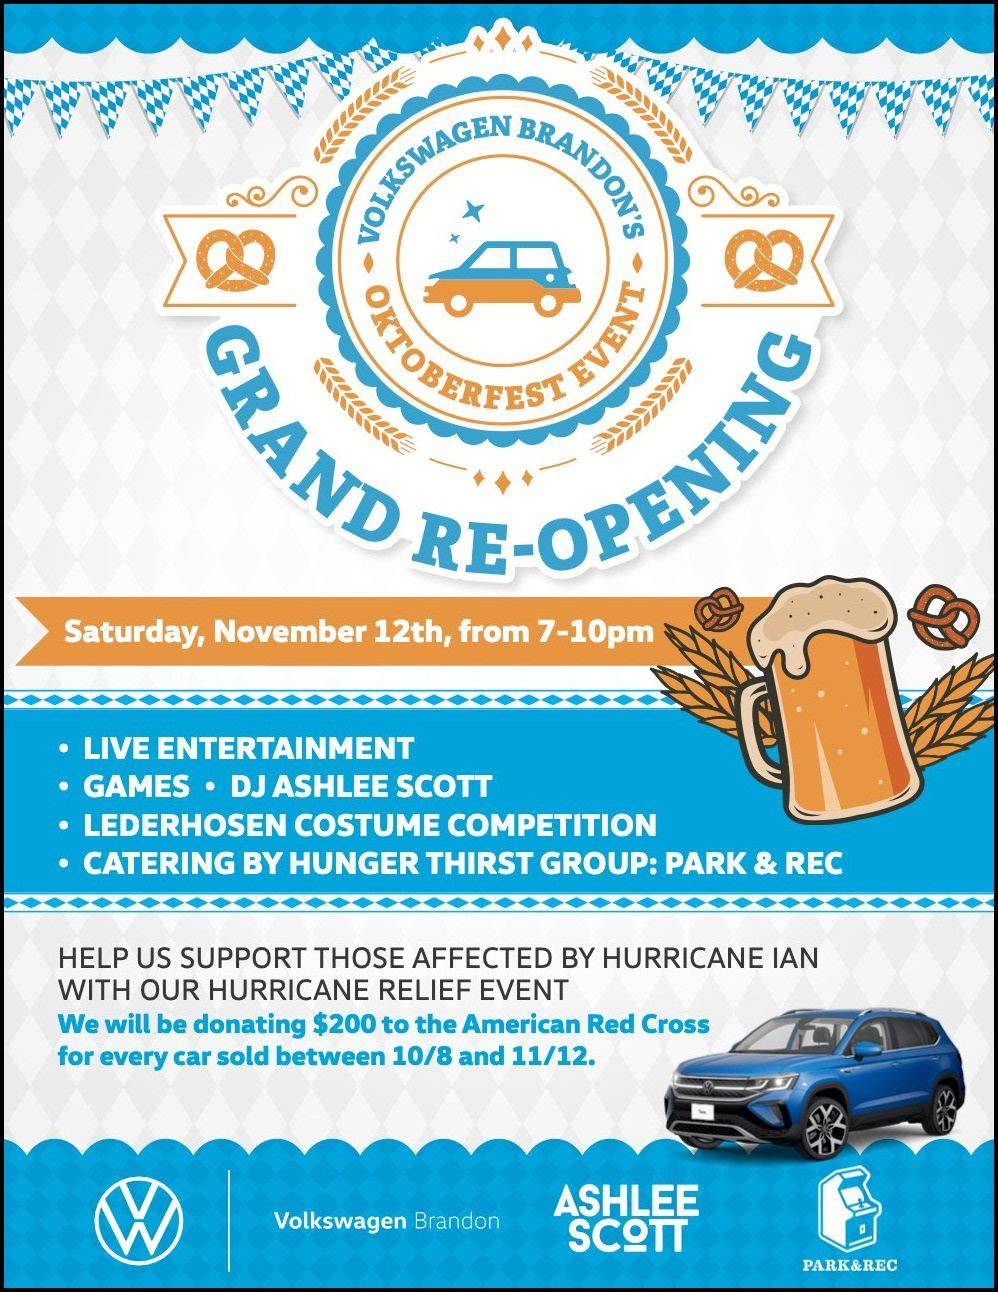 VOLKSWAGEN BRANDON'S
OKTOBERFEST EVENT
GRAND RE-OPENING
Saturday, November 12th, from 7-10pm
• LIVE ENTERTAINMENT
• GAMES • DJ ASHLEE SCOTT
• LEDERHOSEN COSTUME COMPETITION
• CATERING BY HUNGER THIRST GROUP: PARK & REC
HELP US SUPPORT THOSE AFFECTED BY HURRICANE IAN
WITH OUR HURRICANE RELIEF EVENT
We will be donating $200 to the American Red Cross
for every car sold between 10/8 and 11/12.
Volkswagen Brandon
ASHLEE
SCOTT
PARK&REC